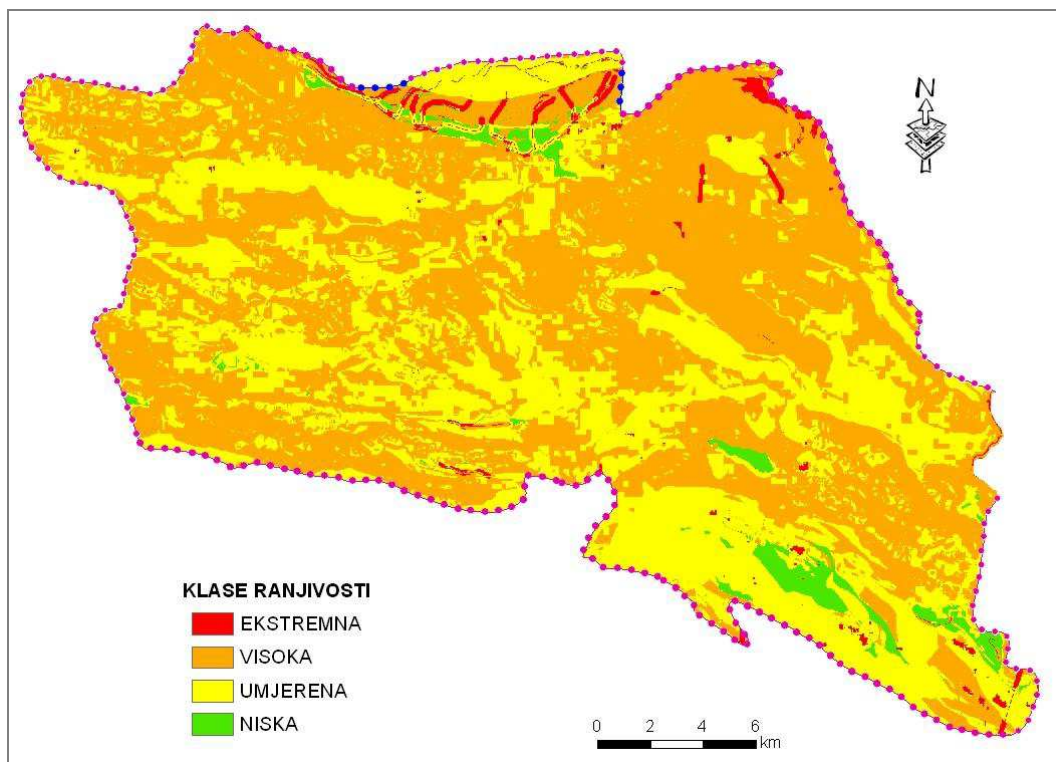 N
KLASE RANJIVOSTI
EKSTREMNA
VISOKA
UMJERENA
NISKA
0 2 4 6
km